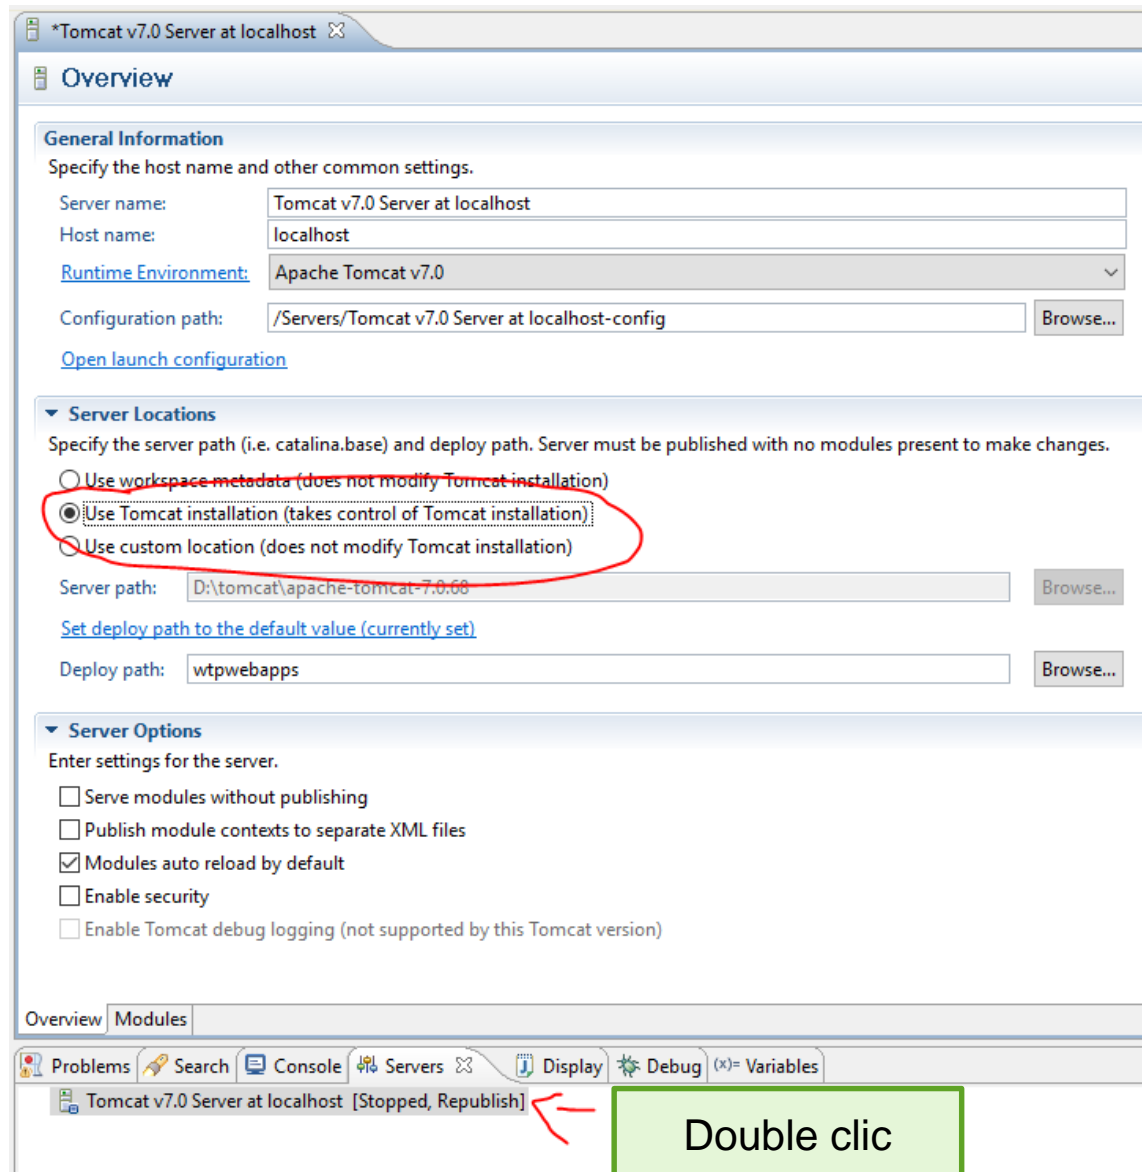 *Tomcat v7.0 Server at localhost
Overview
General Information
Specify the host name and other common settings.
Server name: Tomcat v7.0 Server at localhost
Host name: localhost
Runtime Environment: Apache Tomcat v7.0
Configuration path: /Servers/Tomcat v7.0 Server at localhost-config Browse...
Open launch configuration
Server Locations
Specify the server path (i.e. catalina.base) and deploy path. Server must be published with no modules present to make changes.
Use workspace metadata (does not modify Tomcat installation)
Use Tomcat installation (takes control of Tomcat installation)
Use custom location (does not modify Tomcat installation)
Server path: D:\tomcat\apache-tomcat-7.0.68 Browse...
Set deploy path to the default value (currently set)
Deploy path: wtpwebapps Browse...
Server Options
Enter settings for the server.
Serve modules without publishing
Publish module contexts to separate XML files
Modules auto reload by default
Enable security
Enable Tomcat debug logging (not supported by this Tomcat version)
Overview Modules
Problems Search Console Servers Display Debug (x)= Variables
Tomcat v7.0 Server at localhost [Stopped, Republish]
Double clic